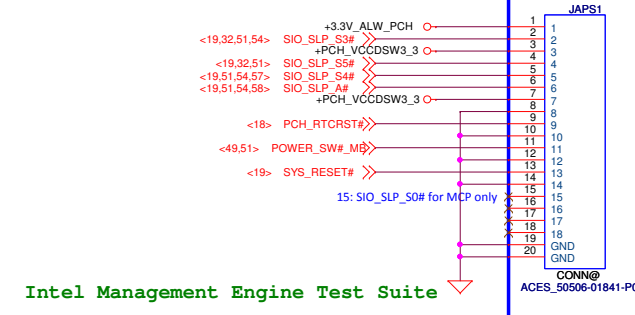 JAPS1
+3.3V_ALW_PCH 1 1
<19,32,51,54> SIO_SLP_S3# 2 2
+PCH_VCCDSW3_3 3 3
<19,32,51> SIO_SLP_S5# 4 4
<19,51,54,57> SIO_SLP_S4# 5 5
<19,51,54,58> SIO_SLP_A# 6 6
+PCH_VCCDSW3_3 7 7
8 8
<18> PCH_RTCRST# 9 9
10 10
<49,51> POWER_SW#_MB 11 11
12 12
<19> SYS_RESET# 13 13
14 14
15: SIO_SLP_S0# for MCP only 15 15
16 16
17 17
18 18
19 GND
20 GND
CONN@
Intel Management Engine Test Suite
ACES_50506-01841-P0